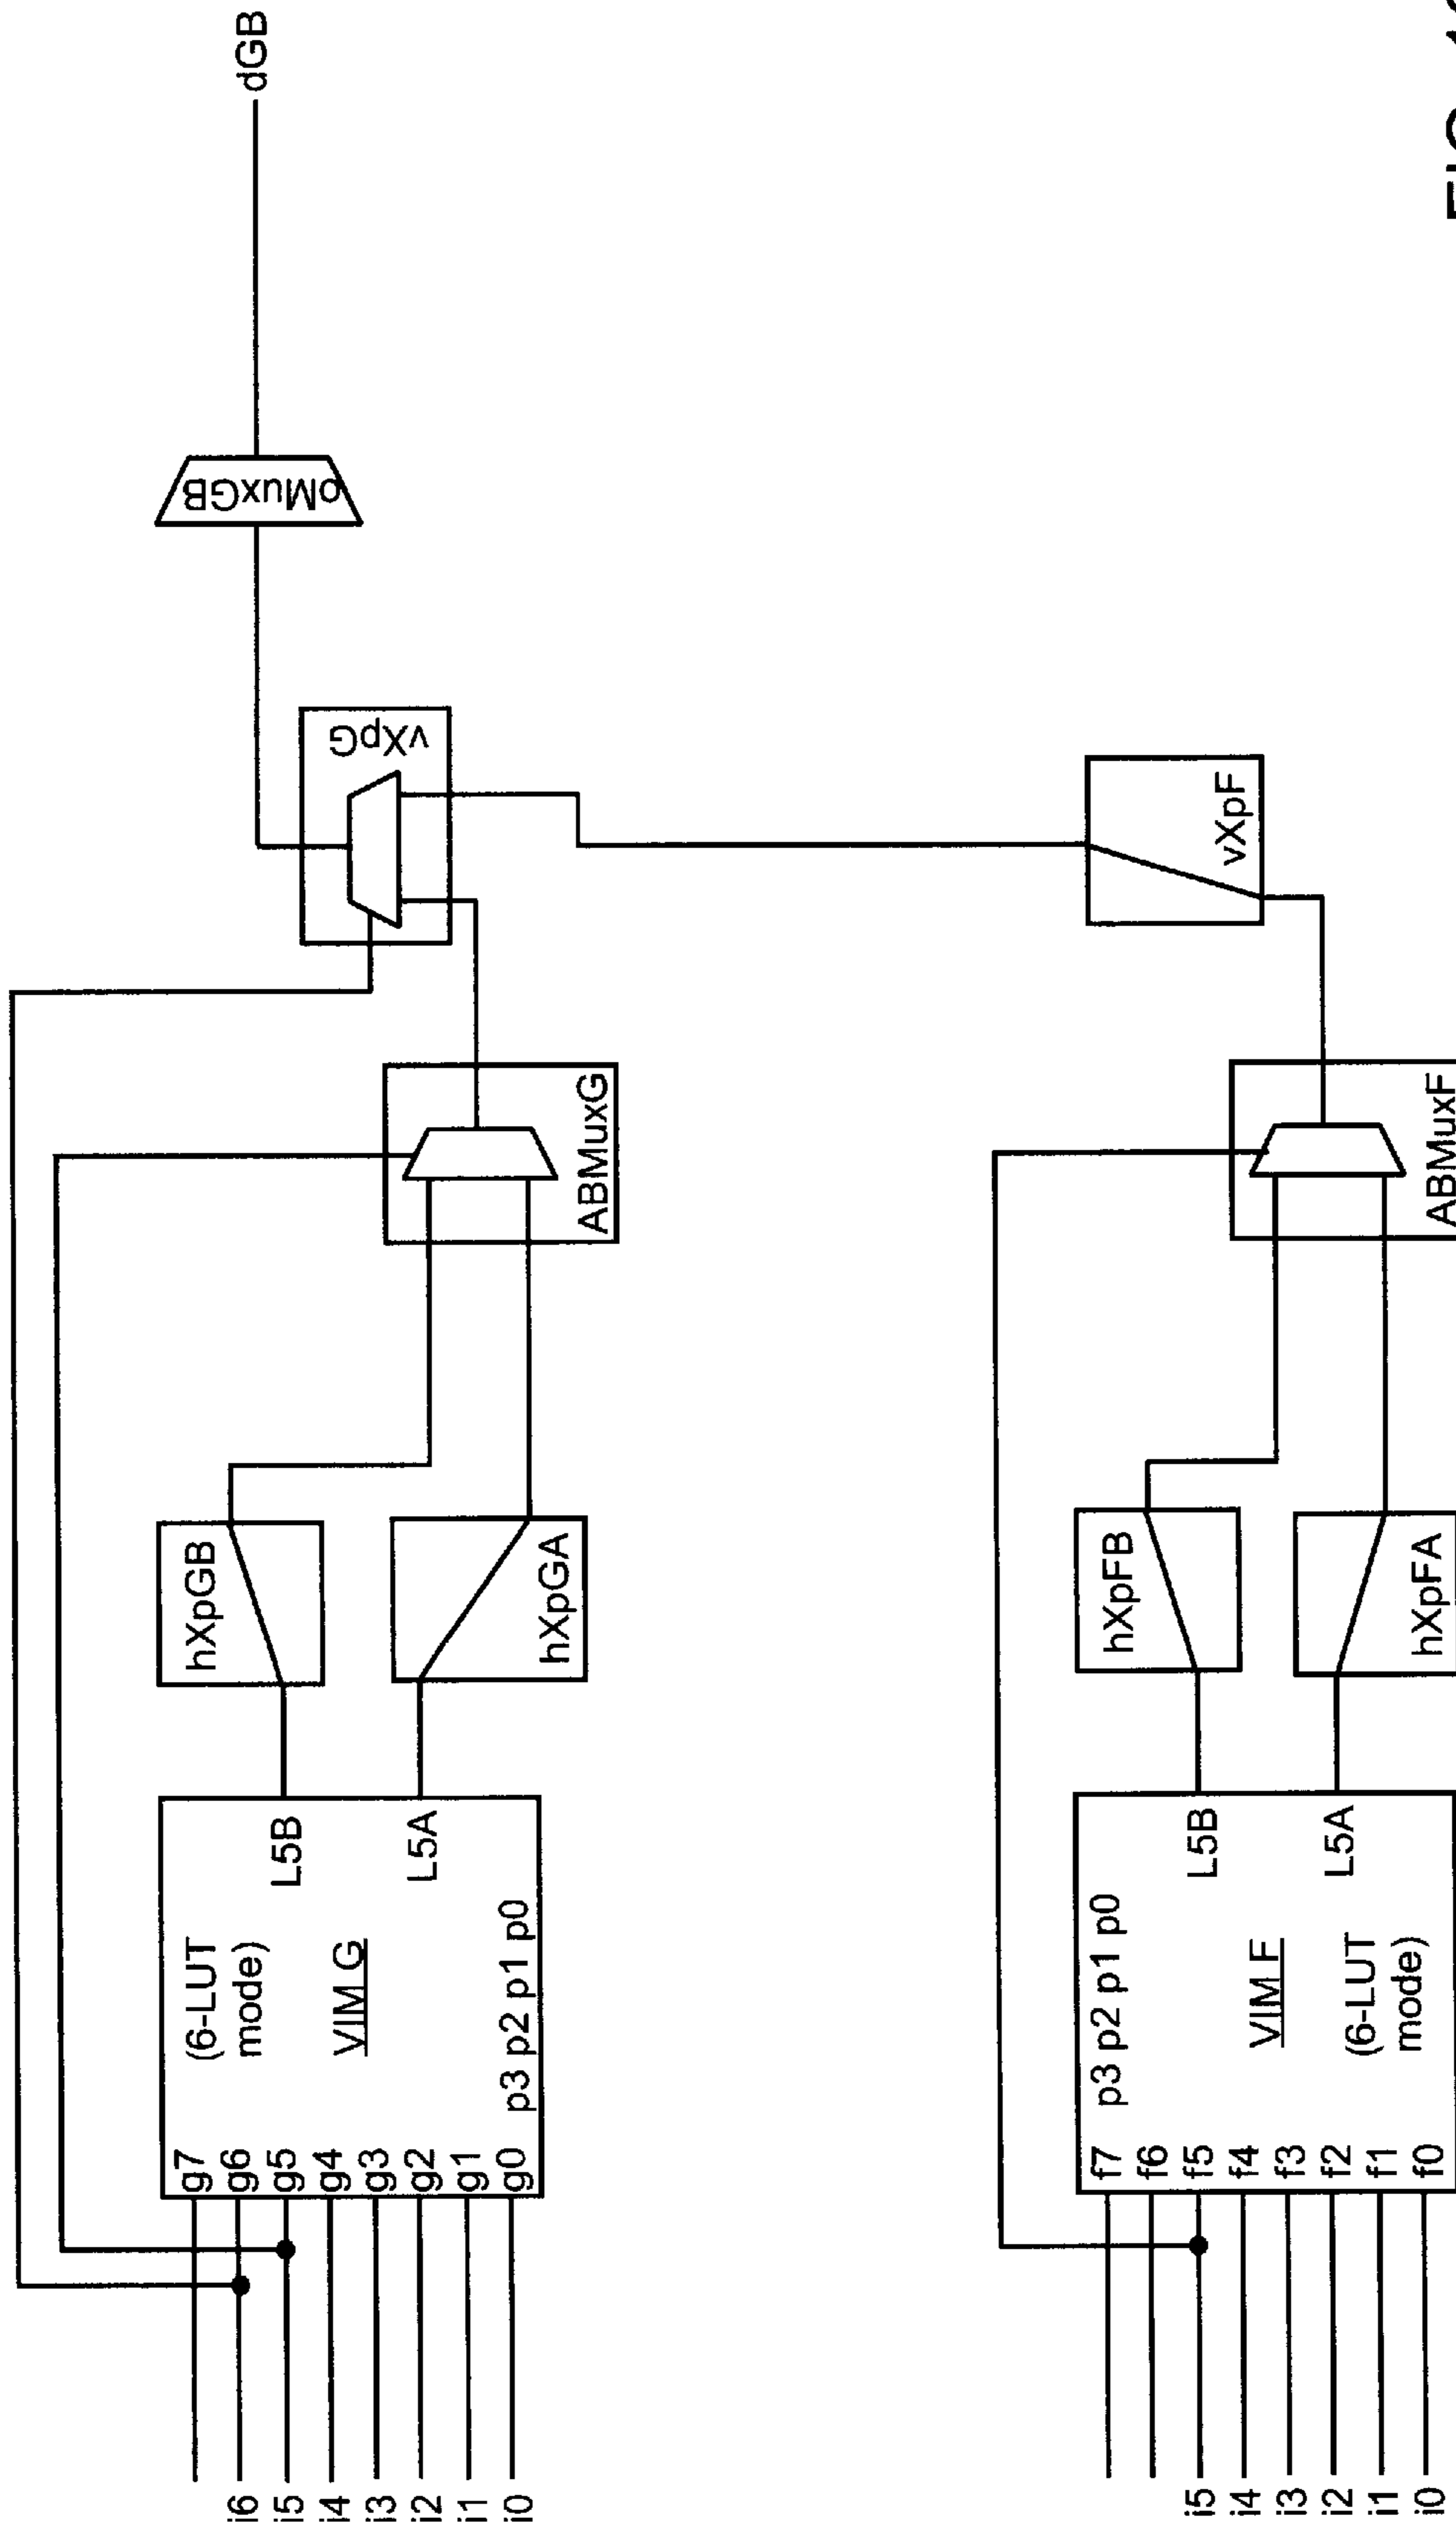 dGB
pMuxGB
vXpG
vXpF
ABMuxG
ABMuxF
hXpGB
hXpGA
hXpFB
hXpFA
L5B
L5A
(6-LUT
mode)
VIM G
p3 p2 p1 p0
g7
g6
g5
g4
g3
g2
g1
g0
i6
i5
i4
i3
i2
i1
i0
L5B
L5A
p3 p2 p1 p0
VIM F
(6-LUT
mode)
f7
f6
f5
f4
f3
f2
f1
f0
i5
i4
i3
i2
i1
i0